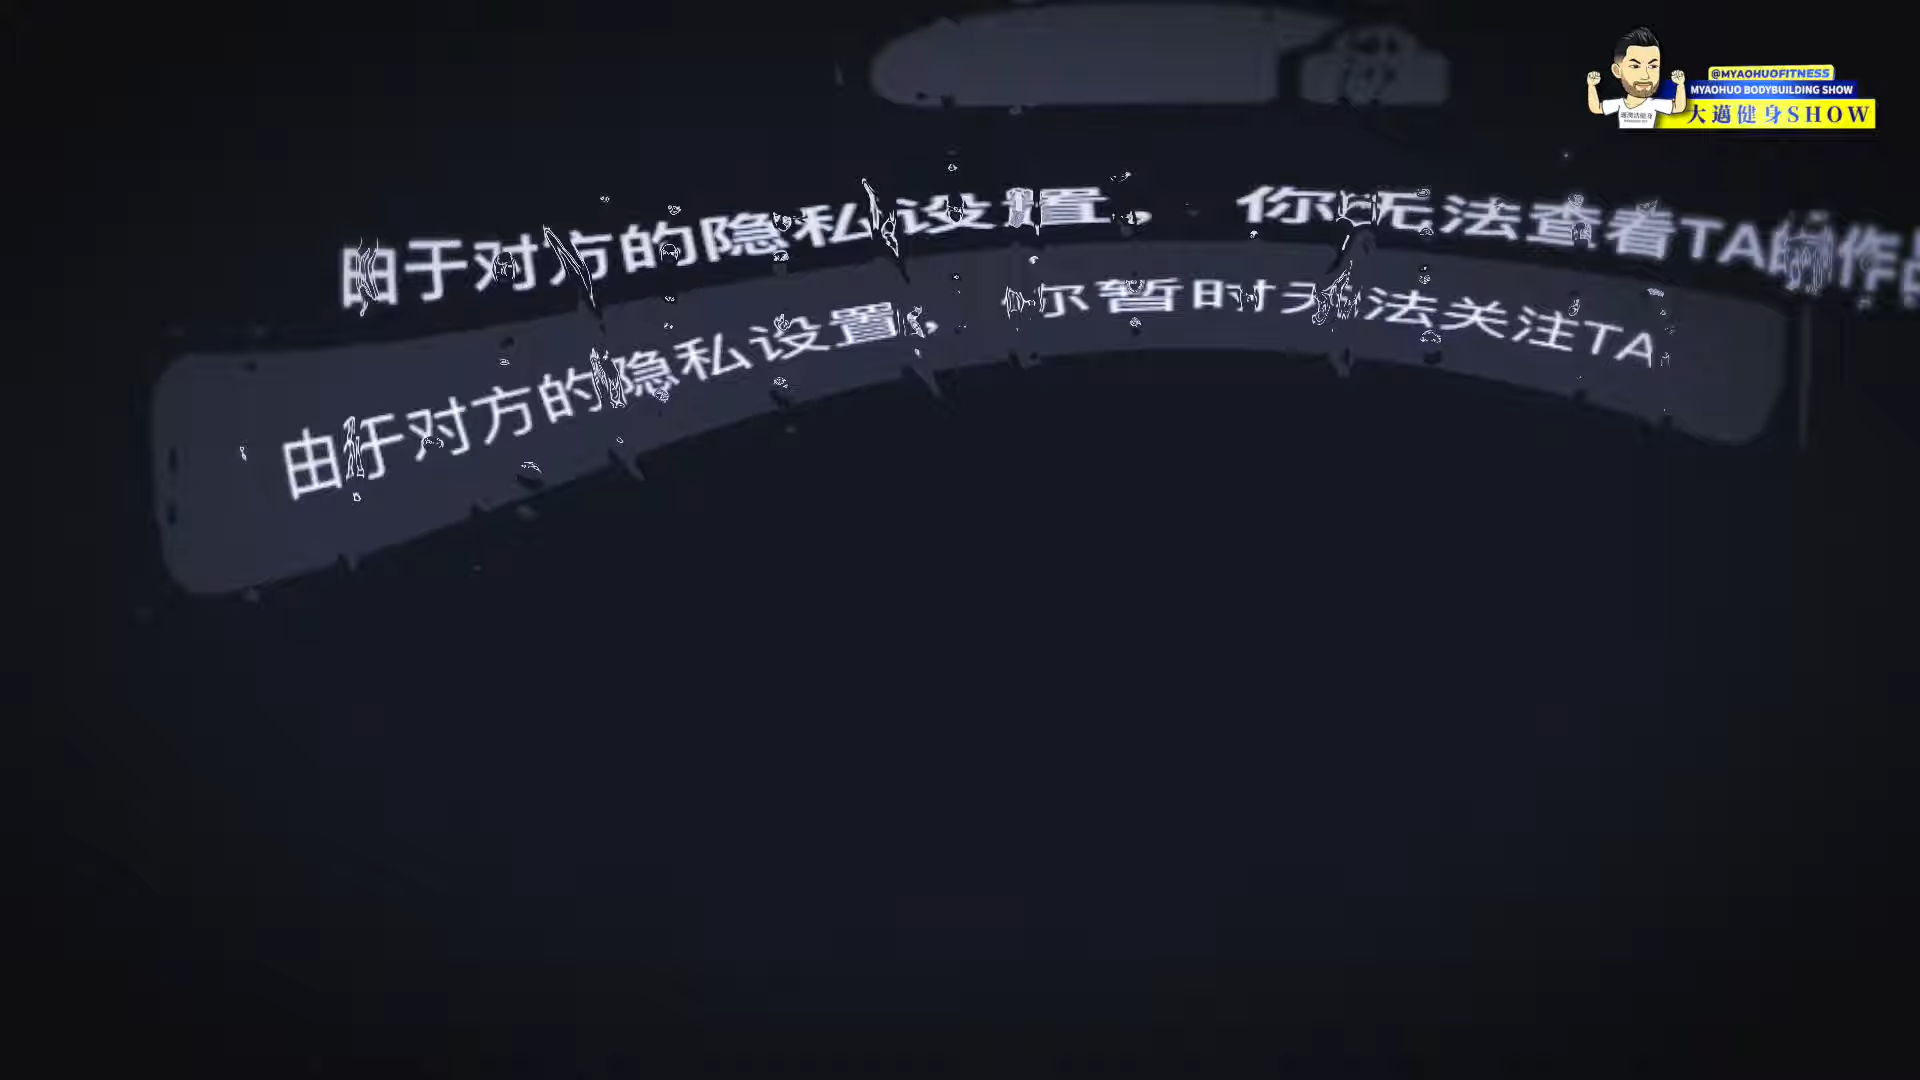 @MYAOHUOFITNESS
MYAOHUO BODYBUILDING SHOW
大邁健身SHOW
由于对方的隐私设置，你无法查看TA的作品
由于对方的隐私设置，你暂时无法关注TA